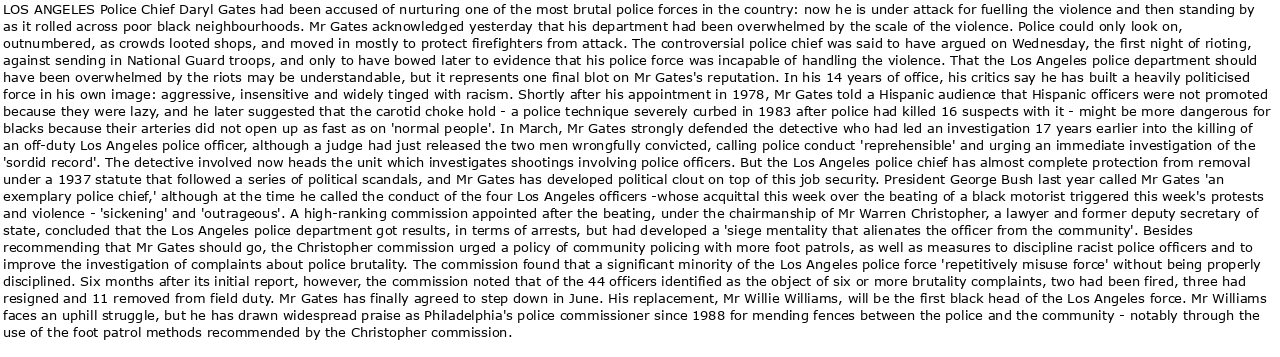 LOS ANGELES Police Chief Daryl Gates had been accused of nurturing one of the most brutal police forces in the country: now he is under attack for fuelling the violence and then standing by
as it rolled across poor black neighbourhoods. Mr Gates acknowledged yesterday that his department had been overwhelmed by the scale of the violence. Police could only look on,
outnumbered, as crowds looted shops, and moved in mostly to protect firefighters from attack. The controversial police chief was said to have argued on Wednesday, the first night of rioting,
against sending in National Guard troops, and only to have bowed later to evidence that his police force was incapable of handling the violence. That the Los Angeles police department should
have been overwhelmed by the riots may be understandable, but it represents one final blot on Mr Gates's reputation. In his 14 years of office, his critics say he has built a heavily politicised
force in his own image: aggressive, insensitive and widely tinged with racism. Shortly after his appointment in 1978, Mr Gates told a Hispanic audience that Hispanic officers were not promoted
because they were lazy, and he later suggested that the carotid choke hold - a police technique severely curbed in 1983 after police had killed 16 suspects with it - might be more dangerous for
blacks because their arteries did not open up as fast as on 'normal people'. In March, Mr Gates strongly defended the detective who had led an investigation 17 years earlier into the killing of
an off-duty Los Angeles police officer, although a judge had just released the two men wrongfully convicted, calling police conduct 'reprehensible' and urging an immediate investigation of the
'sordid record'. The detective involved now heads the unit which investigates shootings involving police officers. But the Los Angeles police chief has almost complete protection from removal
under a 1937 statute that followed a series of political scandals, and Mr Gates has developed political clout on top of this job security. President George Bush last year called Mr Gates 'an
exemplary police chief,' although at the time he called the conduct of the four Los Angeles officers -whose acquittal this week over the beating of a black motorist triggered this week's protests
and violence - 'sickening' and 'outrageous'. A high-ranking commission appointed after the beating, under the chairmanship of Mr Warren Christopher, a lawyer and former deputy secretary of
state, concluded that the Los Angeles police department got results, in terms of arrests, but had developed a 'siege mentality that alienates the officer from the community'. Besides
recommending that Mr Gates should go, the Christopher commission urged a policy of community policing with more foot patrols, as well as measures to discipline racist police officers and to
improve the investigation of complaints about police brutality. The commission found that a significant minority of the Los Angeles police force 'repetitively misuse force' without being properly
disciplined. Six months after its initial report, however, the commission noted that of the 44 officers identified as the object of six or more brutality complaints, two had been fired, three had
resigned and 11 removed from field duty. Mr Gates has finally agreed to step down in June. His replacement, Mr Willie Williams, will be the first black head of the Los Angeles force. Mr Williams
faces an uphill struggle, but he has drawn widespread praise as Philadelphia's police commissioner since 1988 for mending fences between the police and the community - notably through the
use of the foot patrol methods recommended by the Christopher commission.